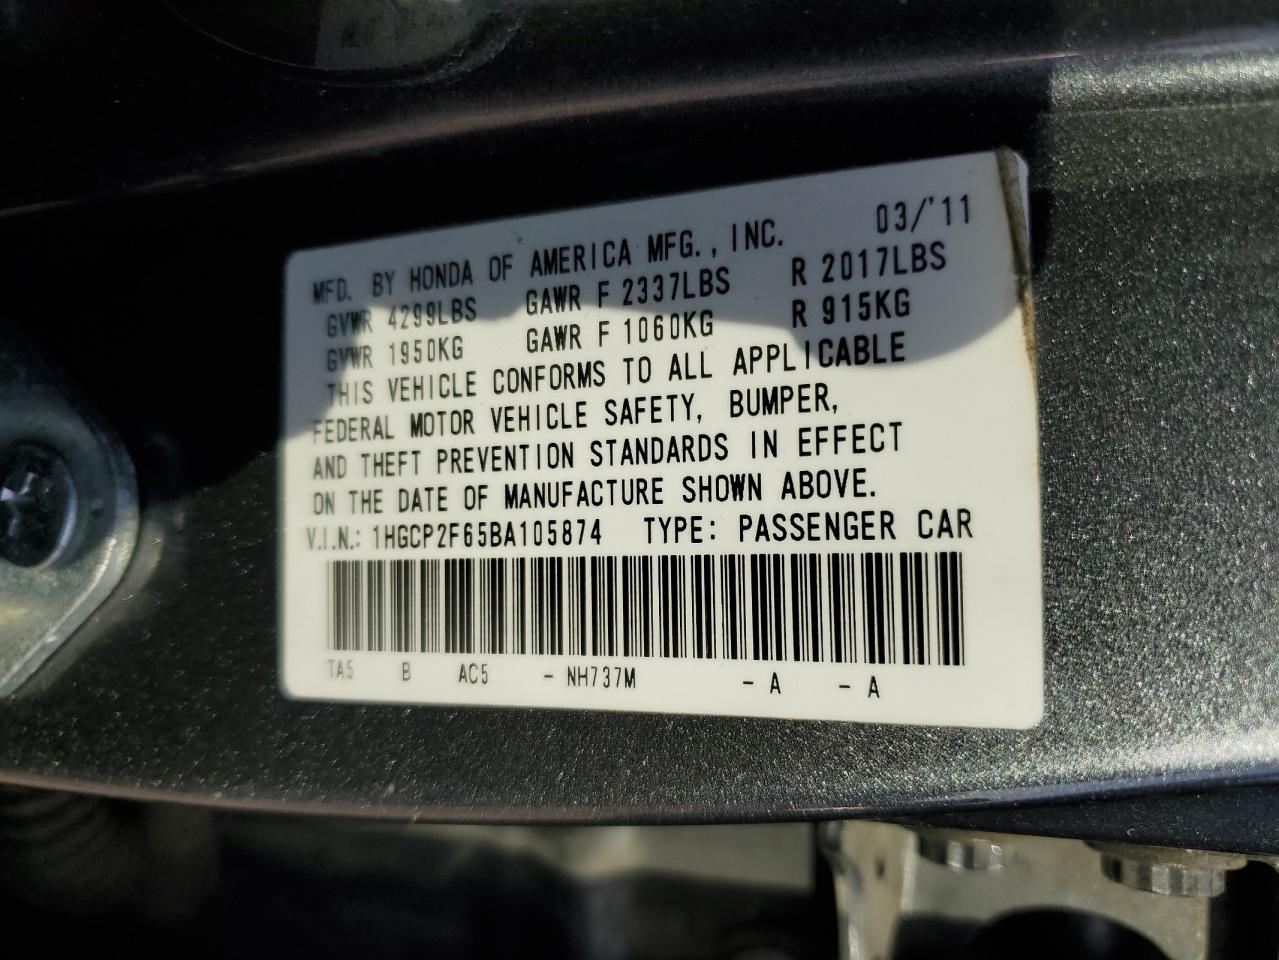 MFD. BY HONDA OF AMERICA MFG., INC. 03/'11
GVWR 4299LBS GAWR F 2337LBS R 2017LBS
GVWR 1950KG GAWR F 1060KG R 915KG
THIS VEHICLE CONFORMS TO ALL APPLICABLE
FEDERAL MOTOR VEHICLE SAFETY, BUMPER,
AND THEFT PREVENTION STANDARDS IN EFFECT
ON THE DATE OF MANUFACTURE SHOWN ABOVE.
V.I.N.: 1HGCP2F65BA105874 TYPE: PASSENGER CAR
TA5 B AC5 - NH737M - A - A